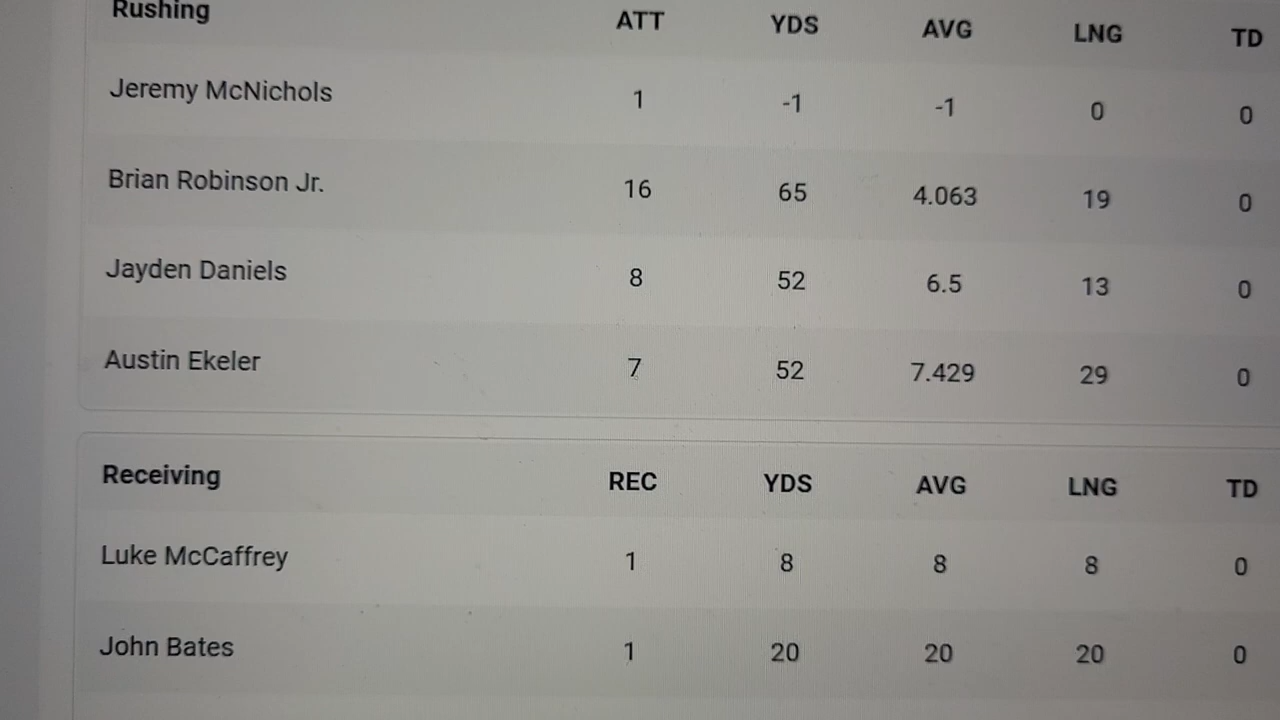 Rushing ATT YDS AVG LNG TD
Jeremy McNichols 1 -1 -1 0 0
Brian Robinson Jr. 16 65 4.063 19 0
Jayden Daniels 8 52 6.5 13 0
Austin Ekeler 7 52 7.429 29 0
Receiving REC YDS AVG LNG TD
Luke McCaffrey 1 8 8 8 0
John Bates 1 20 20 20 0